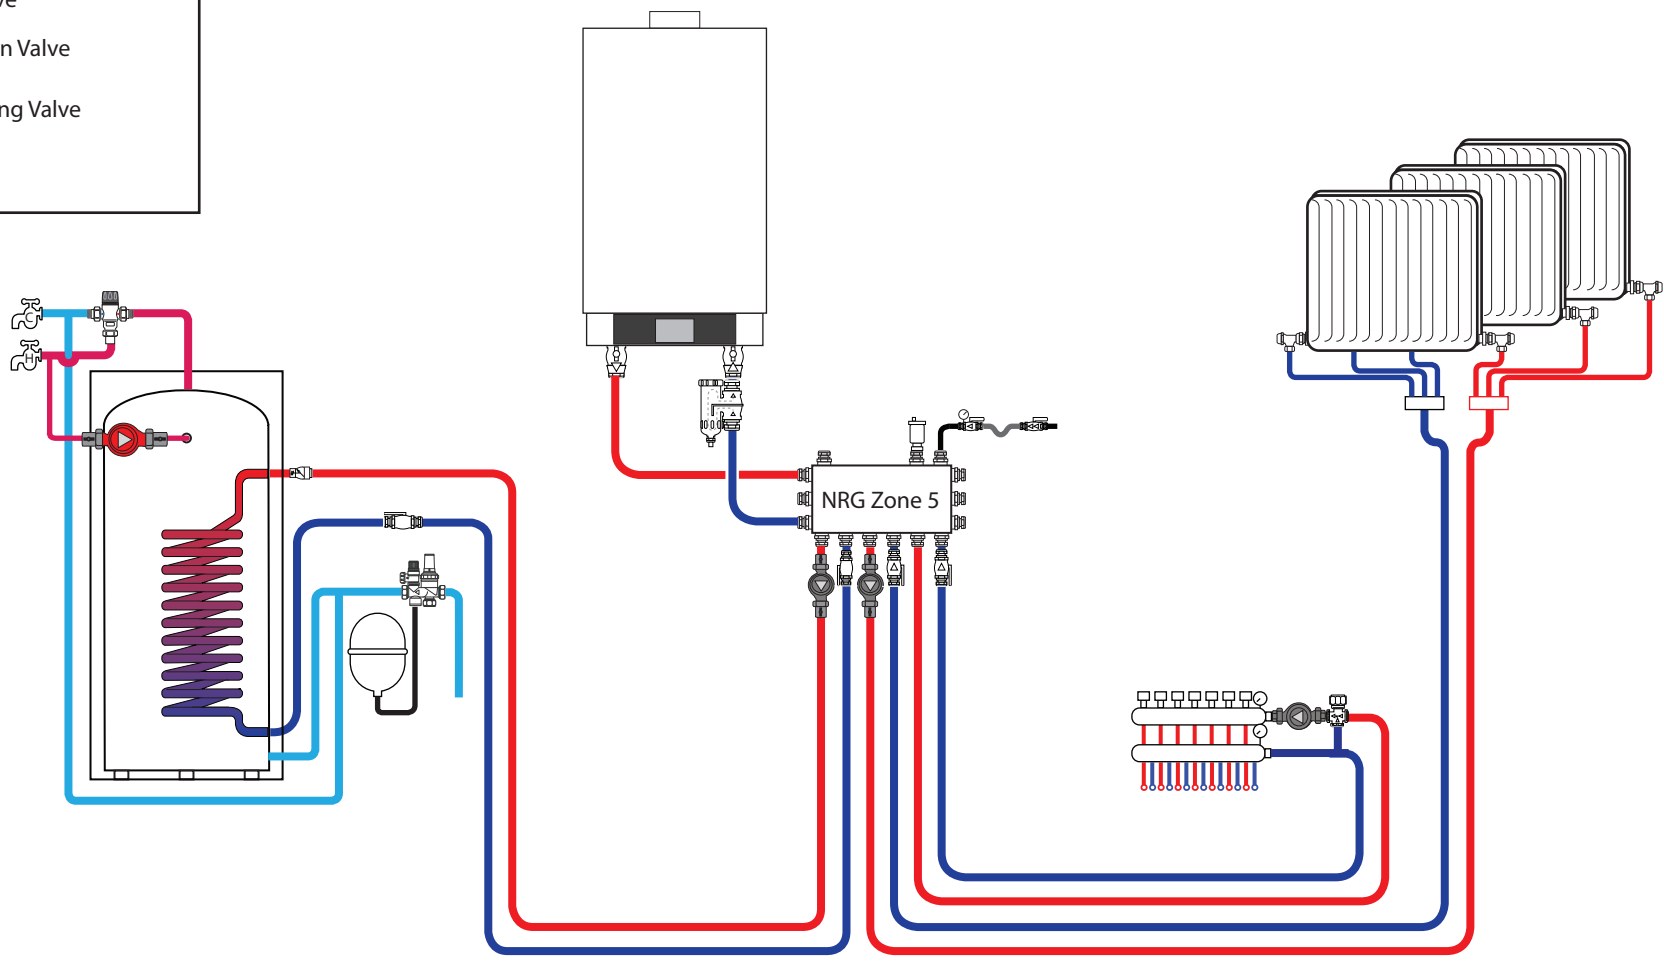 n Valve
ng Valve
C
H
NRG Zone 5